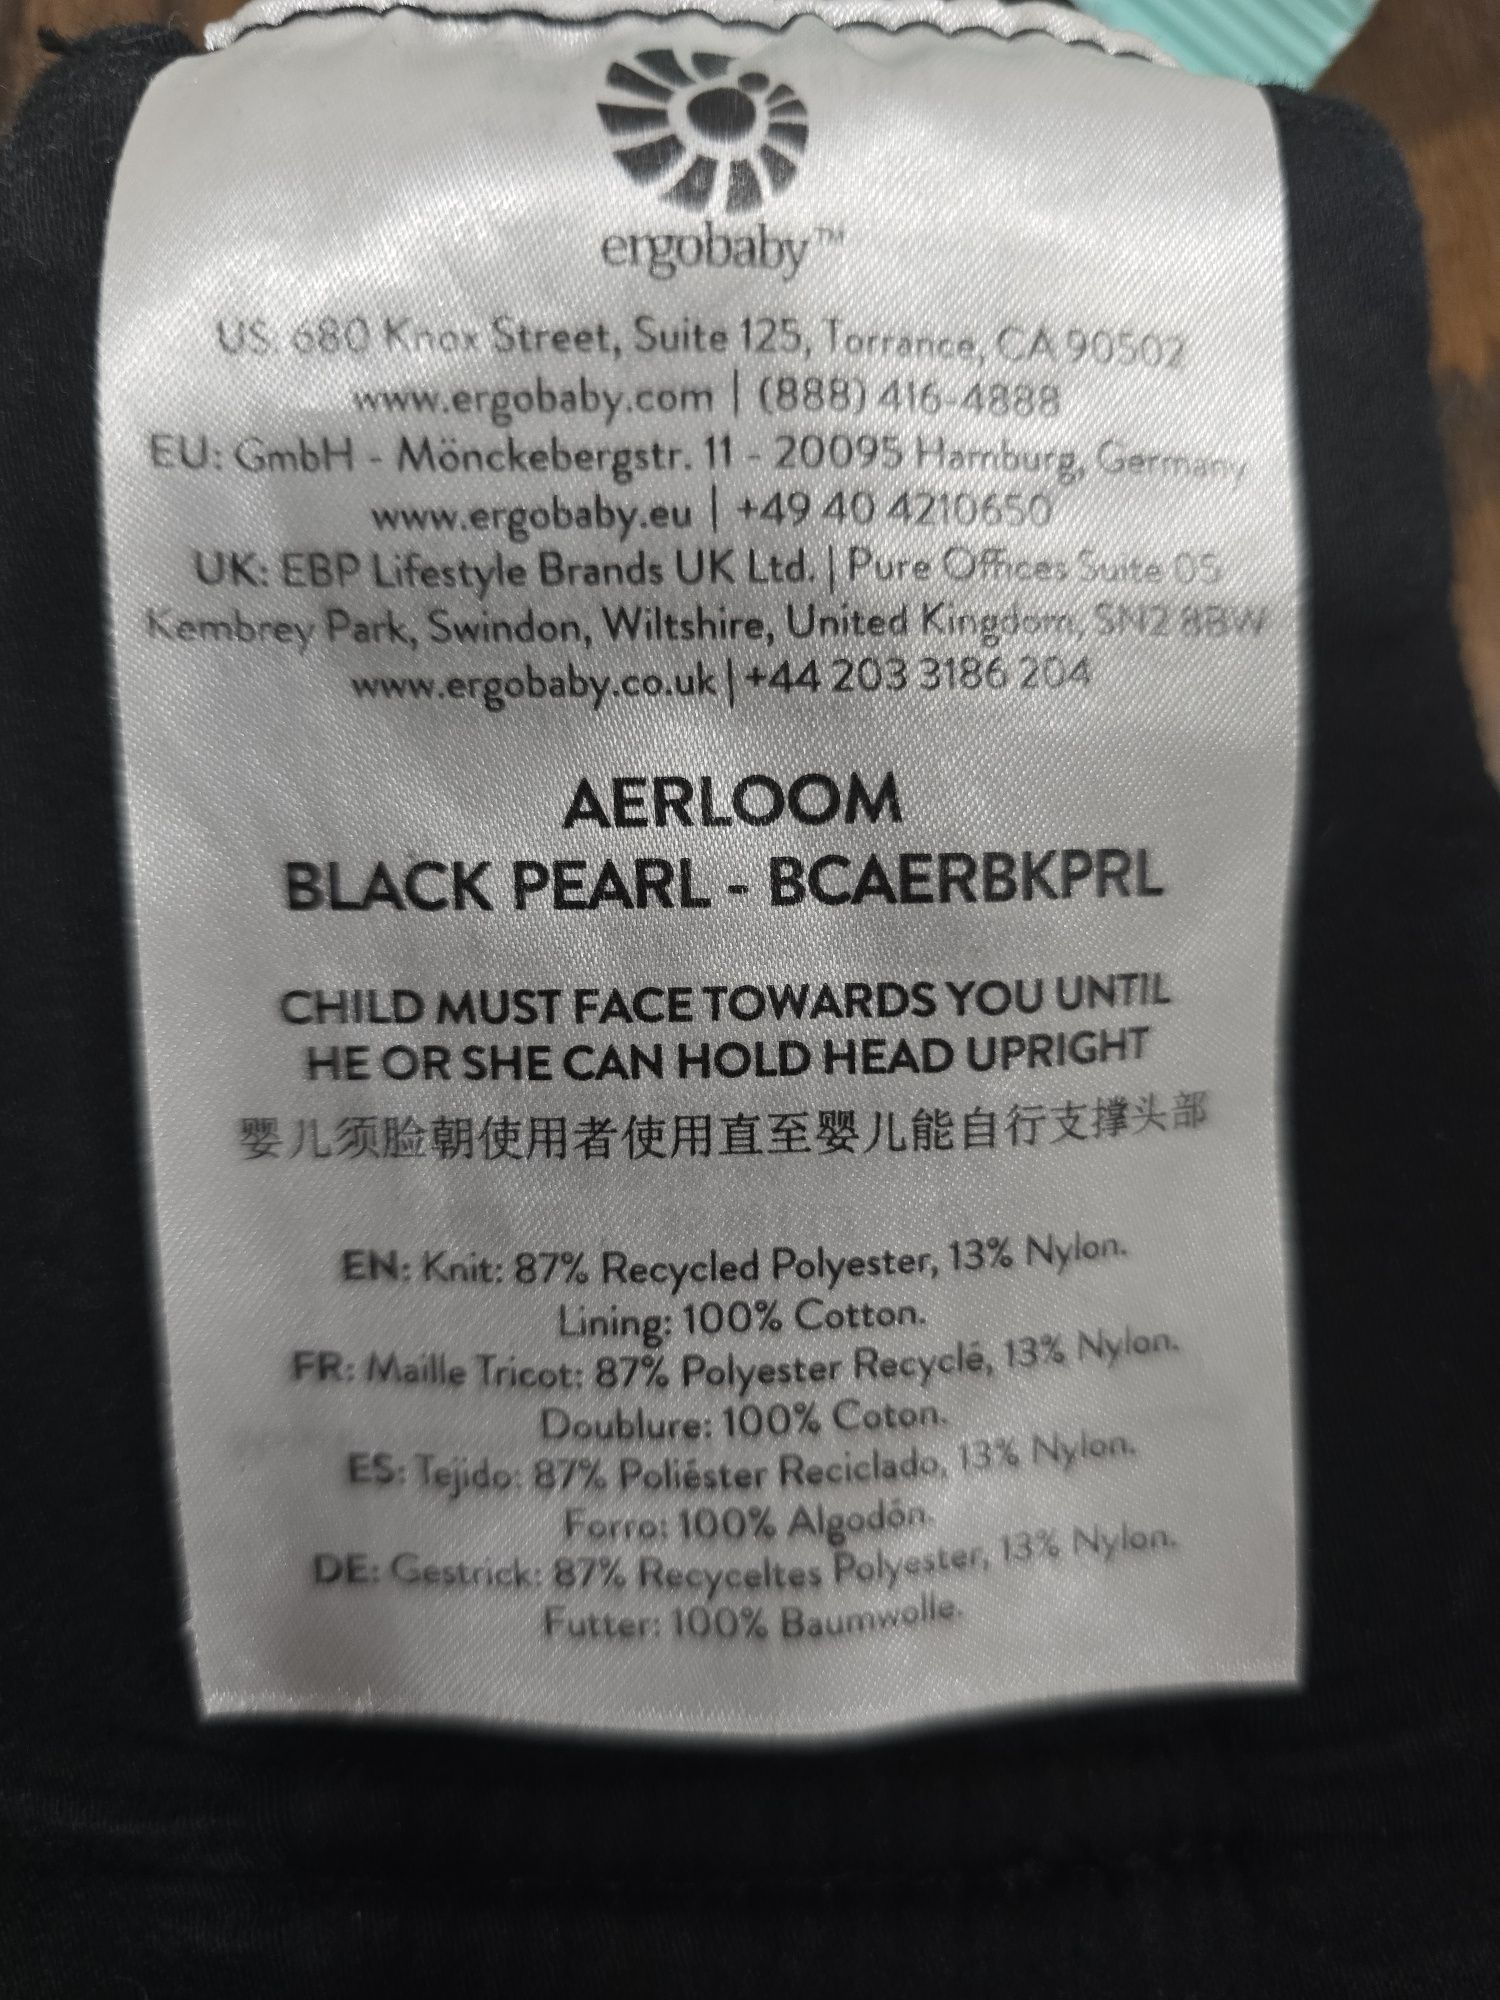 ergobaby™
US: 680 Knox Street, Suite 125, Torrance, CA 90502
www.ergobaby.com | (888) 416-4888
EU: GmbH - Mönckebergstr. 11 - 20095 Hamburg, Germany
www.ergobaby.eu | +49 40 4210650
UK: EBP Lifestyle Brands UK Ltd. | Pure Offices Suite 05
Kembrey Park, Swindon, Wiltshire, United Kingdom, SN2 8BW
www.ergobaby.co.uk | +44 203 3186 204
AERLOOM
BLACK PEARL - BCAERBKPRL
CHILD MUST FACE TOWARDS YOU UNTIL
HE OR SHE CAN HOLD HEAD UPRIGHT
婴儿须脸朝使用者使用直至婴儿能自行支撑头部
EN: Knit: 87% Recycled Polyester, 13% Nylon.
Lining: 100% Cotton.
FR: Maille Tricot: 87% Polyester Recyclé, 13% Nylon.
Doublure: 100% Coton.
ES: Tejido: 87% Poliéster Reciclado, 13% Nylon.
Forro: 100% Algodón.
DE: Gestrick: 87% Recyceltes Polyester, 13% Nylon.
Futter: 100% Baumwolle.